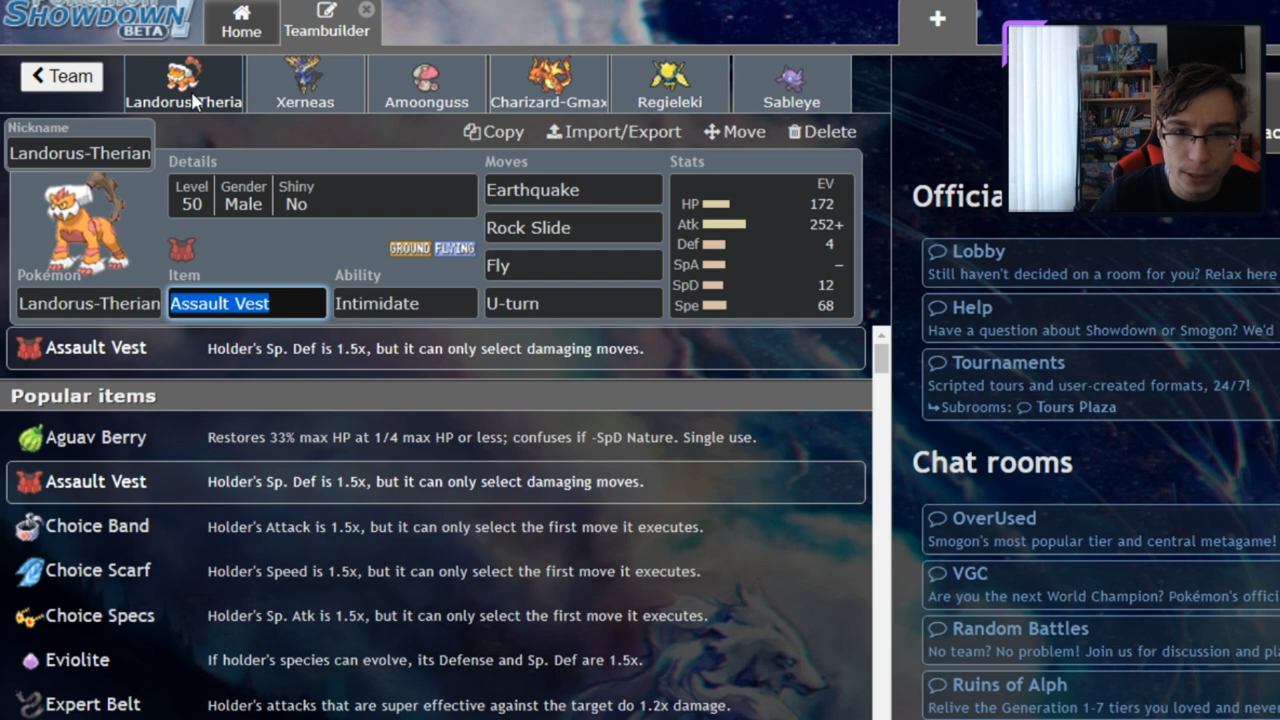 SHOWDOWN
BETA
Home
Teambuilder
+
Team
Landorus-Theria
Xerneas
Amoonguss
Charizard-Gmax
Regieleki
Sableye
Copy
Import/Export
Move
Delete
Nickname
Landorus-Therian
Details
Level
50
Gender
Male
Shiny
No
GROUND FLYING
Pokémon
Landorus-Therian
Item
Assault Vest
Ability
Intimidate
Moves
Earthquake
Rock Slide
Fly
U-turn
Stats
EV
HP 172
Atk 252+
Def 4
SpA –
SpD 12
Spe 68
Assault Vest Holder's Sp. Def is 1.5x, but it can only select damaging moves.
Popular items
Aguav Berry Restores 33% max HP at 1/4 max HP or less; confuses if -SpD Nature. Single use.
Assault Vest Holder's Sp. Def is 1.5x, but it can only select damaging moves.
Choice Band Holder's Attack is 1.5x, but it can only select the first move it executes.
Choice Scarf Holder's Speed is 1.5x, but it can only select the first move it executes.
Choice Specs Holder's Sp. Atk is 1.5x, but it can only select the first move it executes.
Eviolite If holder's species can evolve, its Defense and Sp. Def are 1.5x.
Expert Belt Holder's attacks that are super effective against the target do 1.2x damage.
Officia
Lobby
Still haven't decided on a room for you? Relax here
Help
Have a question about Showdown or Smogon? We'd
Tournaments
Scripted tours and user-created formats, 24/7!
↳Subrooms: Tours Plaza
Chat rooms
OverUsed
Smogon's most popular tier and central metagame!
VGC
Are you the next World Champion? Pokémon's offici
Random Battles
No team? No problem! Join us for discussion and pl
Ruins of Alph
Relive the Generation 1-7 tiers you loved and never